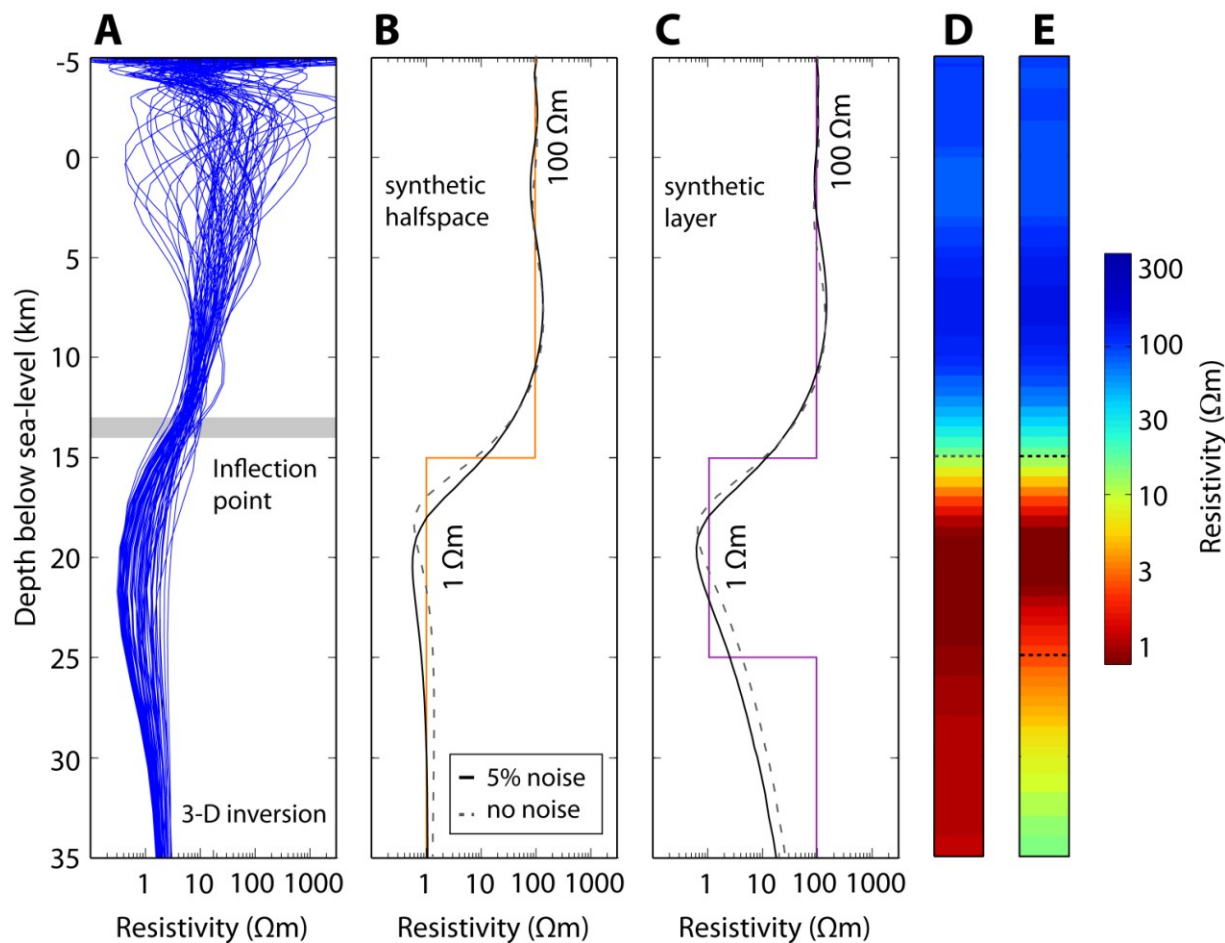 A
B
C
D
E
-5
0
5
10
15
20
25
30
35
Depth below sea-level (km)
Inflection
point
3-D inversion
1
10
100
1000
Resistivity (Ωm)
synthetic
halfspace
100 Ωm
1 Ωm
5% noise
no noise
1
10
100
1000
Resistivity (Ωm)
synthetic
layer
100 Ωm
1 Ωm
1
10
100
1000
Resistivity (Ωm)
300
100
30
10
3
1
Resistivity (Ωm)